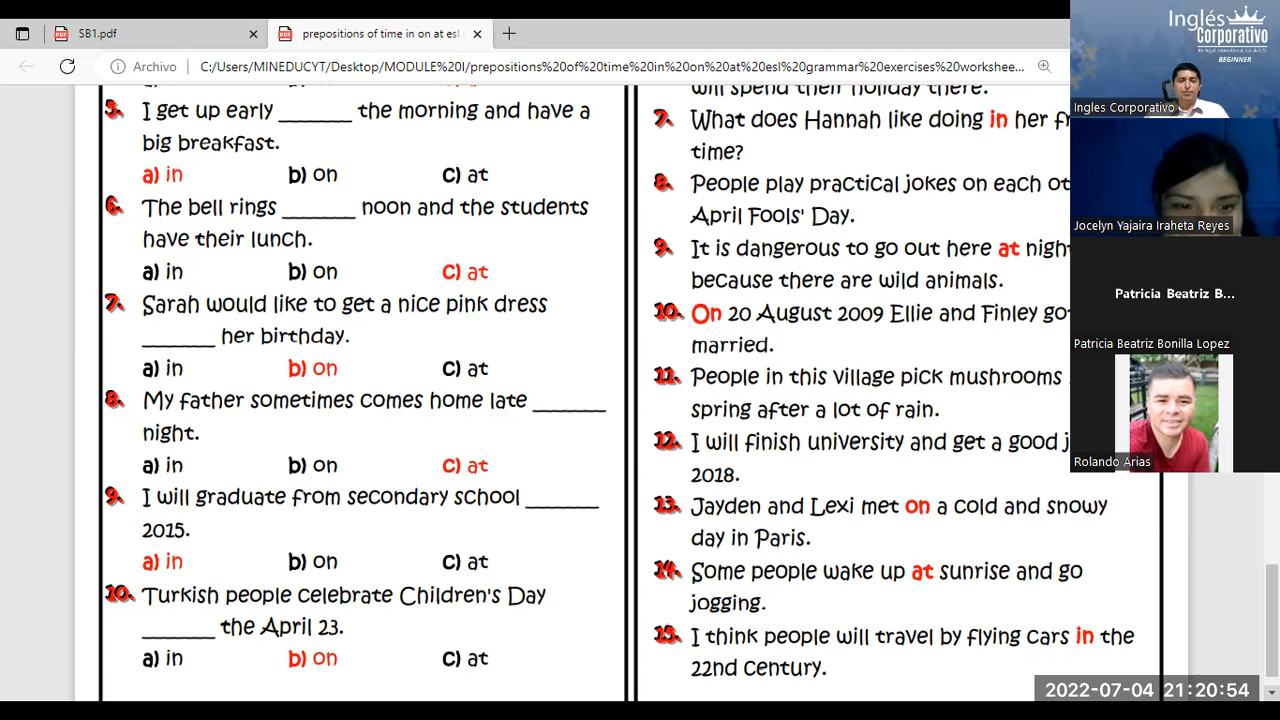 SB1.pdf
prepositions of time in on at esl
Archivo
C:/Users/MINEDUCYT/Desktop/MODULE%20I/prepositions%20of%20time%20in%20on%20at%20esl%20grammar%20exercises%20workshee...
5. I get up early _______ the morning and have a
big breakfast.
a) in b) on c) at
6. The bell rings _______ noon and the students
have their lunch.
a) in b) on c) at
7. Sarah would like to get a nice pink dress
_______ her birthday.
a) in b) on c) at
8. My father sometimes comes home late _______
night.
a) in b) on c) at
9. I will graduate from secondary school _______
2015.
a) in b) on c) at
10. Turkish people celebrate Children's Day
_______ the April 23.
a) in b) on c) at
will spend their holiday there.
7. What does Hannah like doing in her
time?
8. People play practical jokes on each
April Fools' Day.
9. It is dangerous to go out here at
because there are wild animals.
10. On 20 August 2009 Ellie and Finley
married.
11. People in this village pick mushrooms
spring after a lot of rain.
12. I will finish university and get a good
2018.
13. Jayden and Lexi met on a cold and snowy
day in Paris.
14. Some people wake up at sunrise and go
jogging.
15. I think people will travel by flying cars in the
22nd century.
Inglés
Corporativo
BEGINNER
Ingles Corporativo
Jocelyn Yajaira Iraheta Reyes
Patricia Beatriz B...
Patricia Beatriz Bonilla Lopez
Rolando Arias
2022-07-04 21:20:54